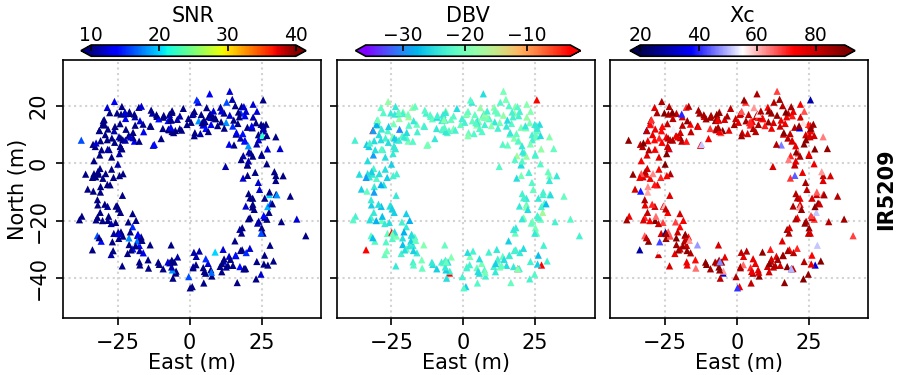 SNR DBV Xc
10 20 30 40 −30 −20 −10 20 40 60 80
20
0
−20
−40
North (m)
IR5209
−25 0 25 −25 0 25 −25 0 25
East (m) East (m) East (m)